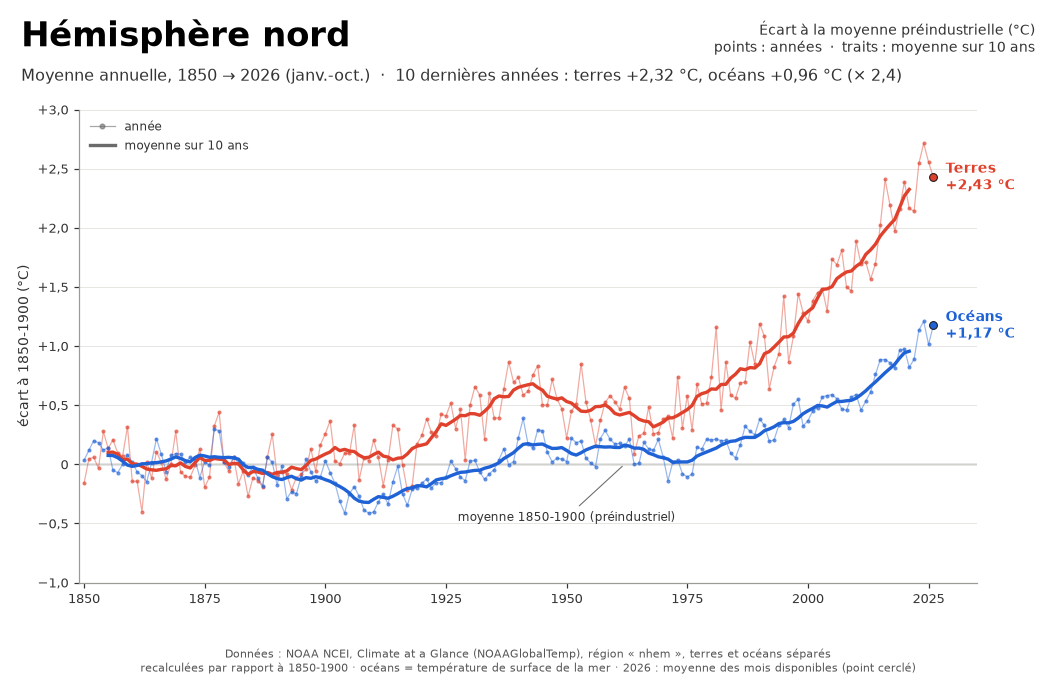 Hémisphère nord
Écart à la moyenne préindustrielle (°C)
points : années · traits : moyenne sur 10 ans
Moyenne annuelle, 1850 → 2026 (janv.-oct.) · 10 dernières années : terres +2,32 °C, océans +0,96 °C (× 2,4)
+3,0
année
moyenne sur 10 ans
+2,5
Terres
+2,43 °C
+2,0
+1,5
Océans
+1,17 °C
+1,0
+0,5
0
−0,5
−1,0
écart à 1850-1900 (°C)
moyenne 1850-1900 (préindustriel)
1850
1875
1900
1925
1950
1975
2000
2025
Données : NOAA NCEI, Climate at a Glance (NOAAGlobalTemp), région « nhem », terres et océans séparés
recalculées par rapport à 1850-1900 · océans = température de surface de la mer · 2026 : moyenne des mois disponibles (point cerclé)